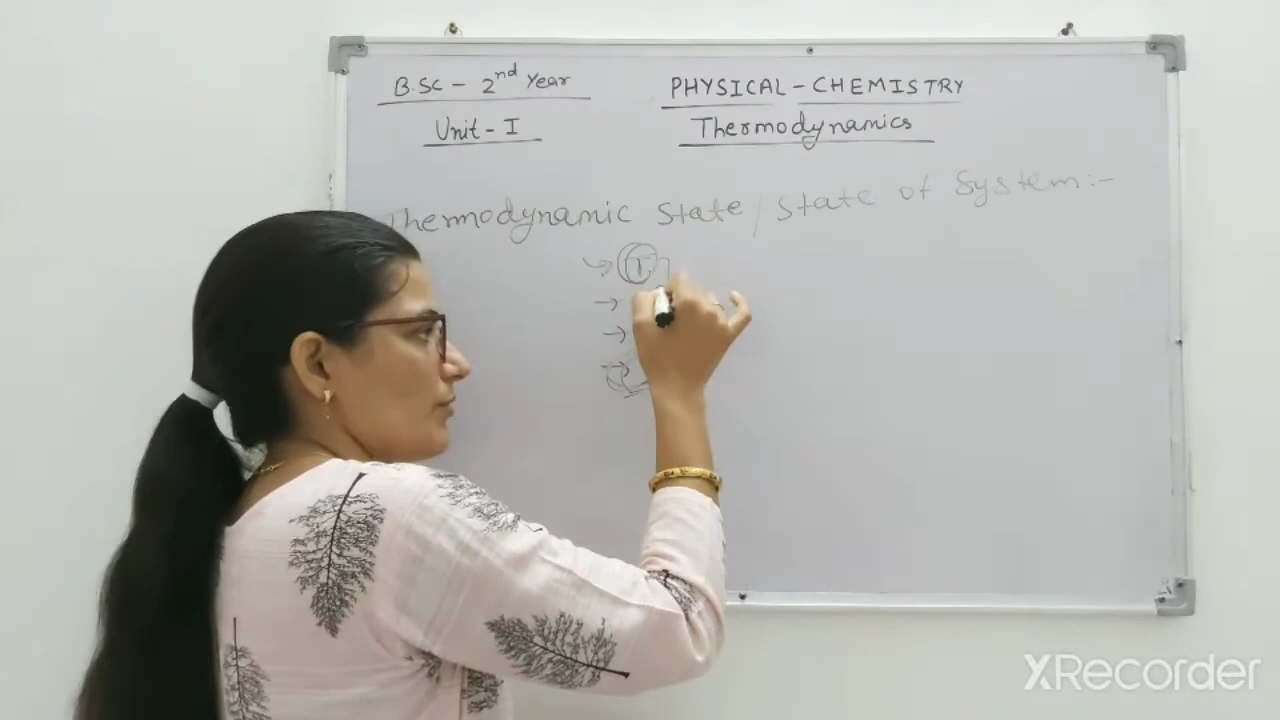 B.Sc - 2nd Year
Unit - I
PHYSICAL - CHEMISTRY
Thermodynamics
Thermodynamic State / State of System:-
→ T
→
→
→
XRecorder